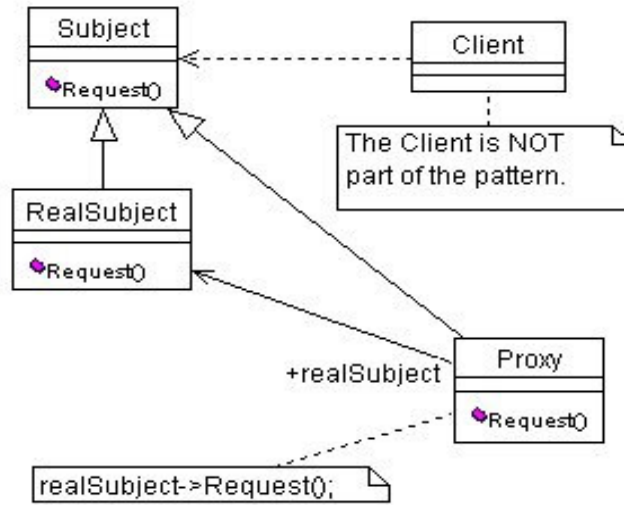 Subject
Client
Request()
The Client is NOT
part of the pattern.
RealSubject
Request()
Proxy
+realSubject
Request()
realSubject->Request();